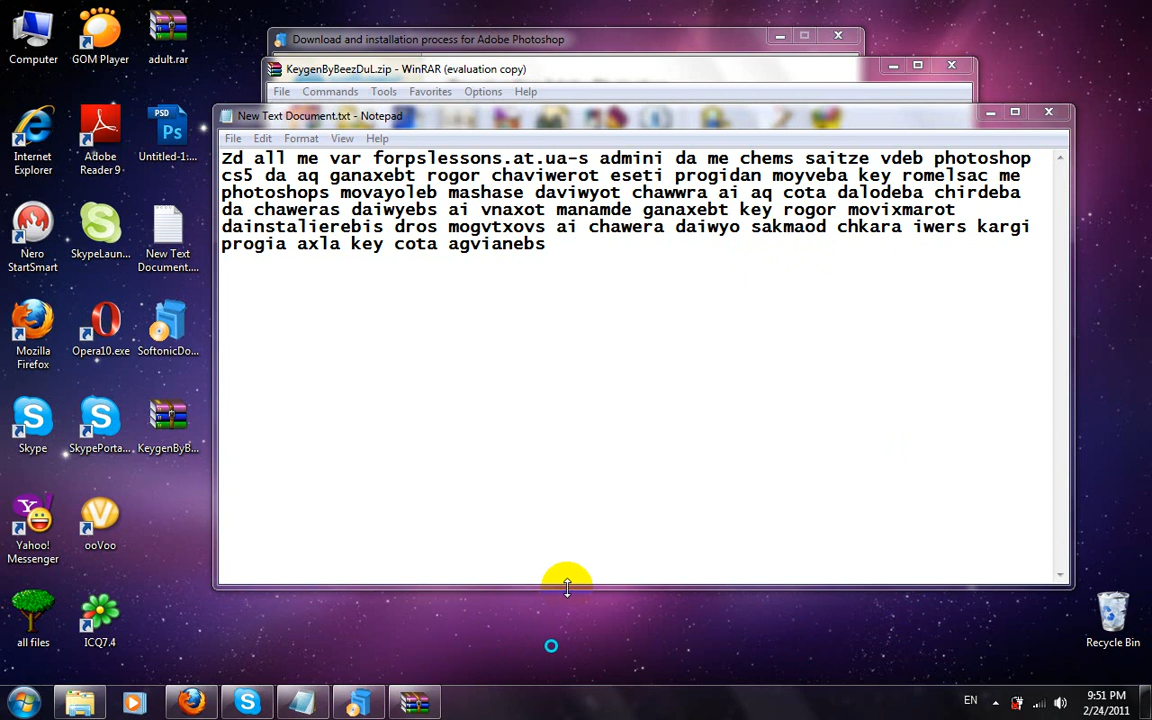 Computer
GOM Player
adult.rar
Internet Explorer
Adobe Reader 9
PSD
Ps
Untitled-1:...
Nero StartSmart
SkypeLaun...
New Text Document....
Mozilla Firefox
Opera10.exe
SoftonicDo...
Skype
SkypePorta...
KeygenByB...
Yahoo! Messenger
ooVoo
all files
ICQ7.4
Download and installation process for Adobe Photoshop
KeygenByBeezDuL.zip - WinRAR (evaluation copy)
File Commands Tools Favorites Options Help
New Text Document.txt - Notepad
File Edit Format View Help
Zd all me var forpslessons.at.ua-s admini da me chems saitze vdeb photoshop
cs5 da aq ganaxebt rogor chaviwerot eseti progidan moyveba key romelsac me
photoshops movayoleb mashase daviwyot chawwra ai aq cota dalodeba chirdeba
da chaweras daiwyebs ai vnaxot manamde ganaxebt key rogor movixmarot
dainstalierebis dros mogvtxovs ai chawera daiwyo sakmaod chkara iwers kargi
progia axla key cota agvianebs
Recycle Bin
EN
9:51 PM
2/24/2011